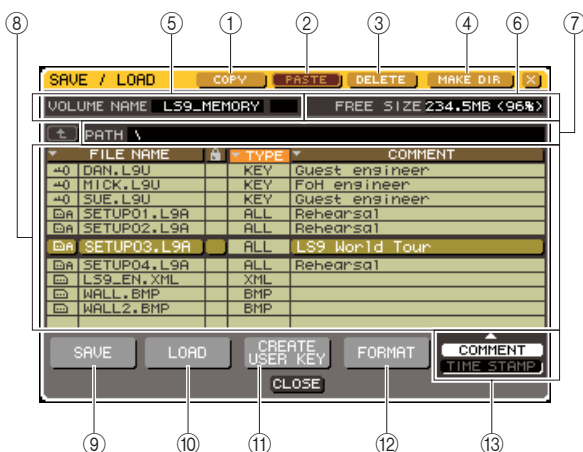 ⑧ ⑤ ① ② ③ ④ ⑥ ⑦
SAVE / LOAD COPY PASTE DELETE MAKE DIR X
VOLUME NAME LS9_MEMORY FREE SIZE 234.5MB (96%)
PATH \
FILE NAME TYPE COMMENT
DAN.L9U KEY Guest engineer
MICK.L9U KEY FoH engineer
SUE.L9U KEY Guest engineer
A SETUP01.L9A ALL Rehearsal
A SETUP02.L9A ALL Rehearsal
A SETUP03.L9A ALL LS9 World Tour
A SETUP04.L9A ALL Rehearsal
LS9_EN.XML XML
WALL.BMP BMP
WALL2.BMP BMP
SAVE LOAD CREATE USER KEY FORMAT COMMENT
TIME STAMP
CLOSE
⑨ ⑩ ⑪ ⑫ ⑬